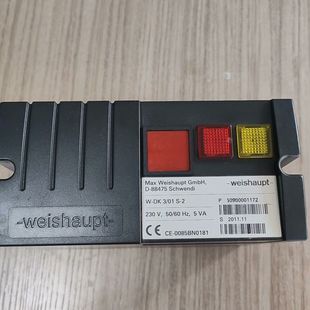 -weishaupt-
Max Weishaupt GmbH,
D-88475 Schwendi
-weishaupt-
W-DK 3/01 S-2
P 50900001172
230 V, 50/60 Hz, 5 VA
S 2011.11
CE-0085BN0181